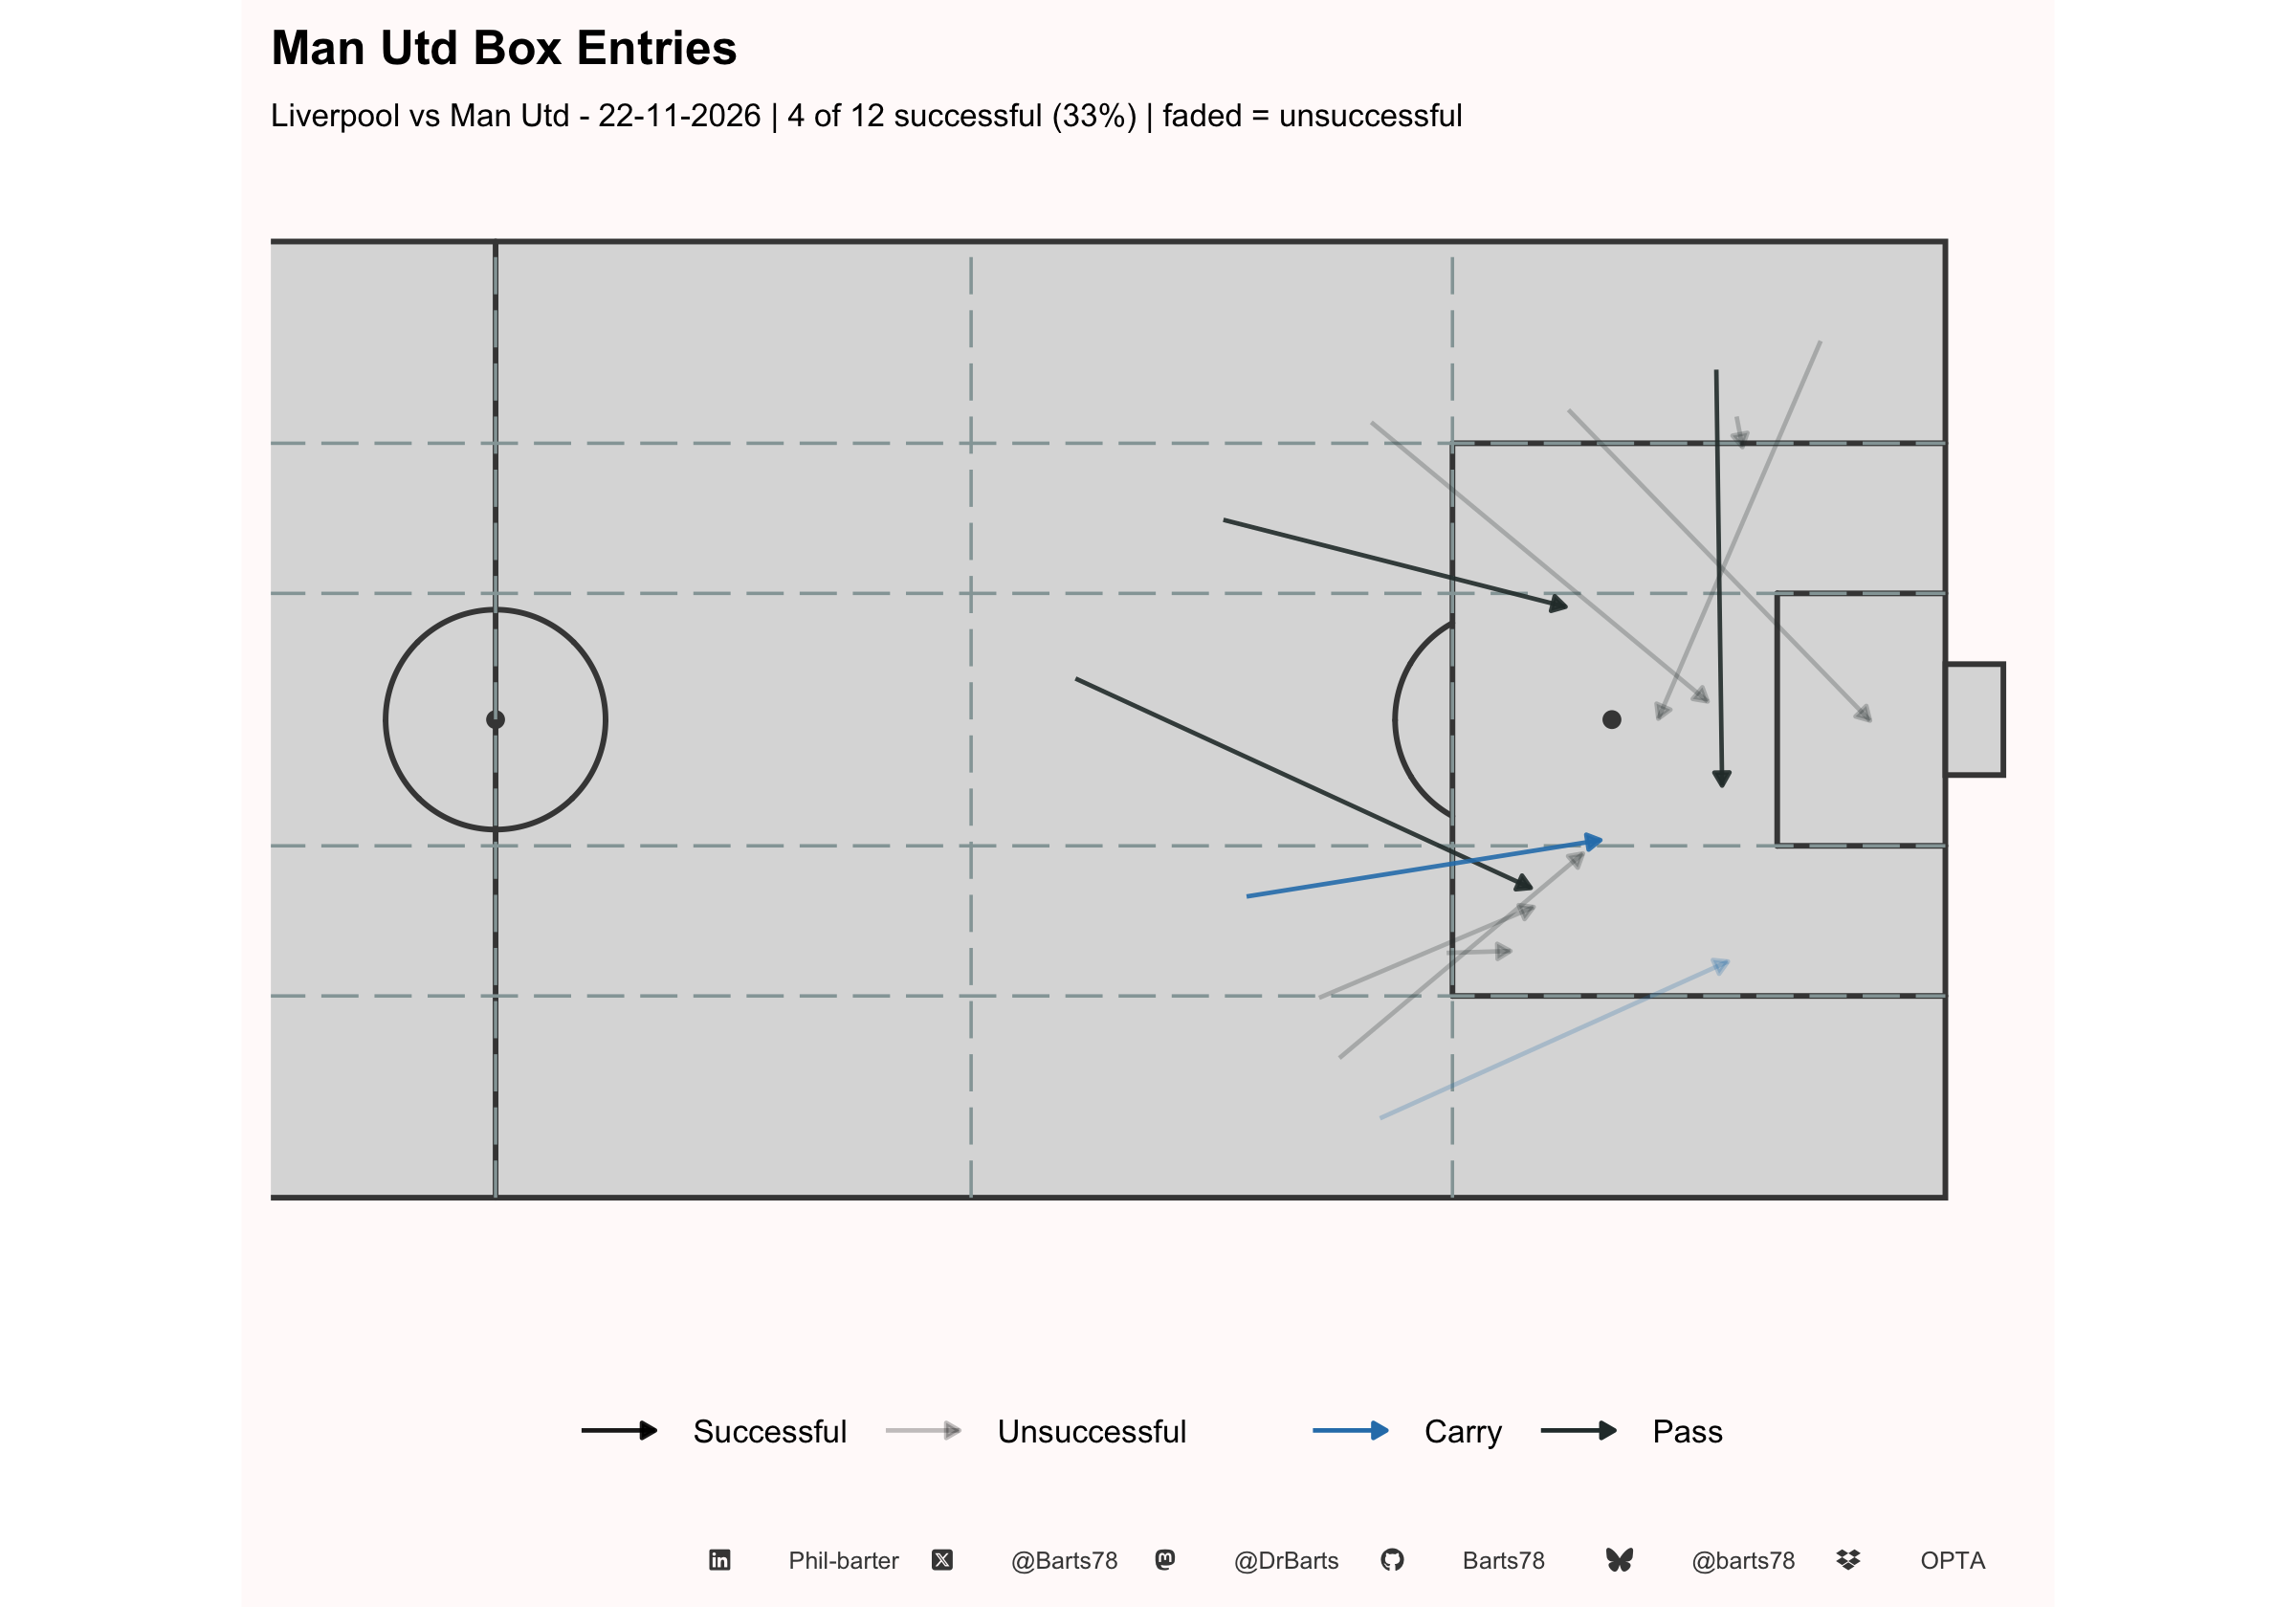 Man Utd Box Entries
Liverpool vs Man Utd - 22-11-2026 | 4 of 12 successful (33%) | faded = unsuccessful
Successful Unsuccessful Carry Pass
Phil-barter @Barts78 @DrBarts Barts78 @barts78 OPTA